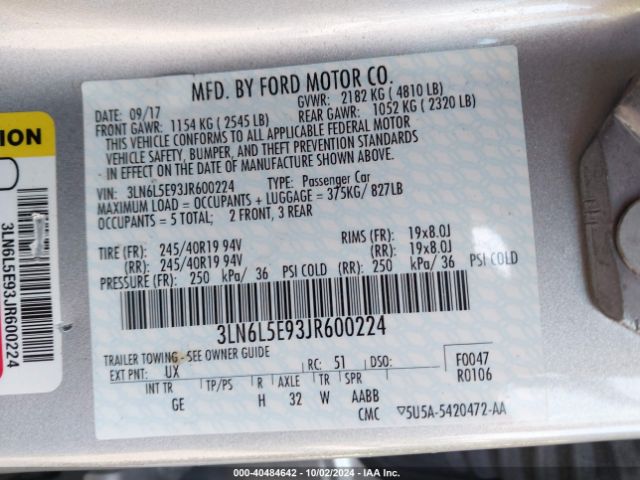 MFD. BY FORD MOTOR CO.
DATE: 09/17 GVWR: 2182 KG ( 4810 LB)
FRONT GAWR: 1154 KG ( 2545 LB) REAR GAWR: 1052 KG ( 2320 LB)
THIS VEHICLE CONFORMS TO ALL APPLICABLE FEDERAL MOTOR
VEHICLE SAFETY, BUMPER, AND THEFT PREVENTION STANDARDS
IN EFFECT ON THE DATE OF MANUFACTURE SHOWN ABOVE.
VIN: 3LN6L5E93JR600224 TYPE: Passenger Car
MAXIMUM LOAD = OCCUPANTS + LUGGAGE = 375KG/ 827LB
OCCUPANTS = 5 TOTAL; 2 FRONT, 3 REAR
TIRE (FR): 245/40R19 94V RIMS (FR): 19x8.0J
(RR): 245/40R19 94V (RR): 19x8.0J
PRESSURE (FR): 250 kPa/ 36 PSI COLD (RR): 250 kPa/ 36 PSI COLD
3LN6L5E93JR600224
TRAILER TOWING - SEE OWNER GUIDE
EXT PNT: UX RC: 51 DSO: F0047
R0106
INT TR TP/PS R AXLE TR SPR
GE H 32 W AABB
CMC ▽5U5A-5420472-AA
ION
3LN6L5E93JR600224
000-40484642 - 10/02/2024 - IAA Inc.